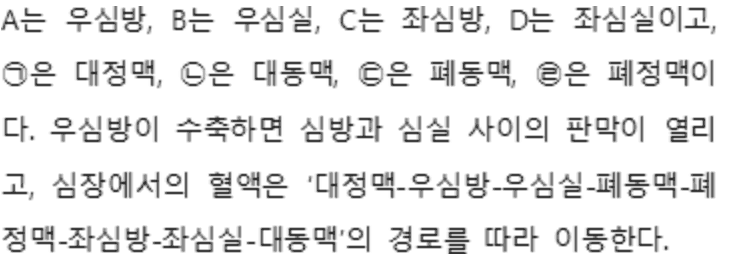 A는 우심방, B는 우심실, C는 좌심방, D는 좌심실이고,
㉠은 대정맥, ㉡은 대동맥, ㉢은 폐동맥, ㉣은 폐정맥이
다. 우심방이 수축하면 심방과 심실 사이의 판막이 열리
고, 심장에서의 혈액은 '대정맥-우심방-우심실-폐동맥-폐
정맥-좌심방-좌심실-대동맥'의 경로를 따라 이동한다.